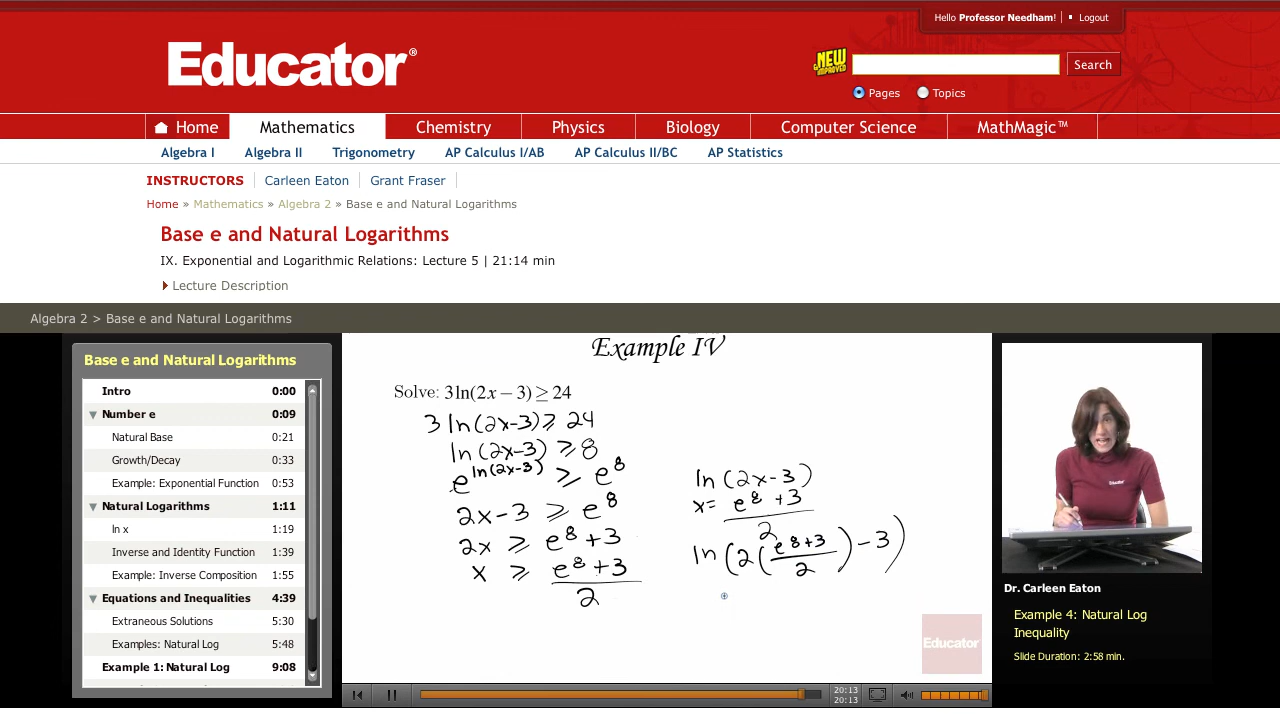 Hello Professor Needham! Logout
Educator®
NEW
IMPROVED
Search
Pages
Topics
Home
Mathematics
Chemistry
Physics
Biology
Computer Science
MathMagic™
Algebra I
Algebra II
Trigonometry
AP Calculus I/AB
AP Calculus II/BC
AP Statistics
INSTRUCTORS
Carleen Eaton
Grant Fraser
Home » Mathematics » Algebra 2 » Base e and Natural Logarithms
Base e and Natural Logarithms
IX. Exponential and Logarithmic Relations: Lecture 5 | 21:14 min
Lecture Description
Algebra 2 > Base e and Natural Logarithms
Base e and Natural Logarithms
Intro 0:00
Number e 0:09
Natural Base 0:21
Growth/Decay 0:33
Example: Exponential Function 0:53
Natural Logarithms 1:11
ln x 1:19
Inverse and Identity Function 1:39
Example: Inverse Composition 1:55
Equations and Inequalities 4:39
Extraneous Solutions 5:30
Examples: Natural Log 5:48
Example 1: Natural Log 9:08
Example IV
Solve: 3ln(2x − 3) ≥ 24
3 ln(2x-3) ≥ 24
ln(2x-3) ≥ 8
e^ln(2x-3) ≥ e^8
2x-3 ≥ e^8
2x ≥ e^8 + 3
x ≥ e^8 + 3
2
ln(2x-3)
x = e^8 + 3
2
ln(2(e^8+3 / 2) - 3)
Educator
20:13
20:13
Educator
Dr. Carleen Eaton
Example 4: Natural Log
Inequality
Slide Duration: 2:58 min.